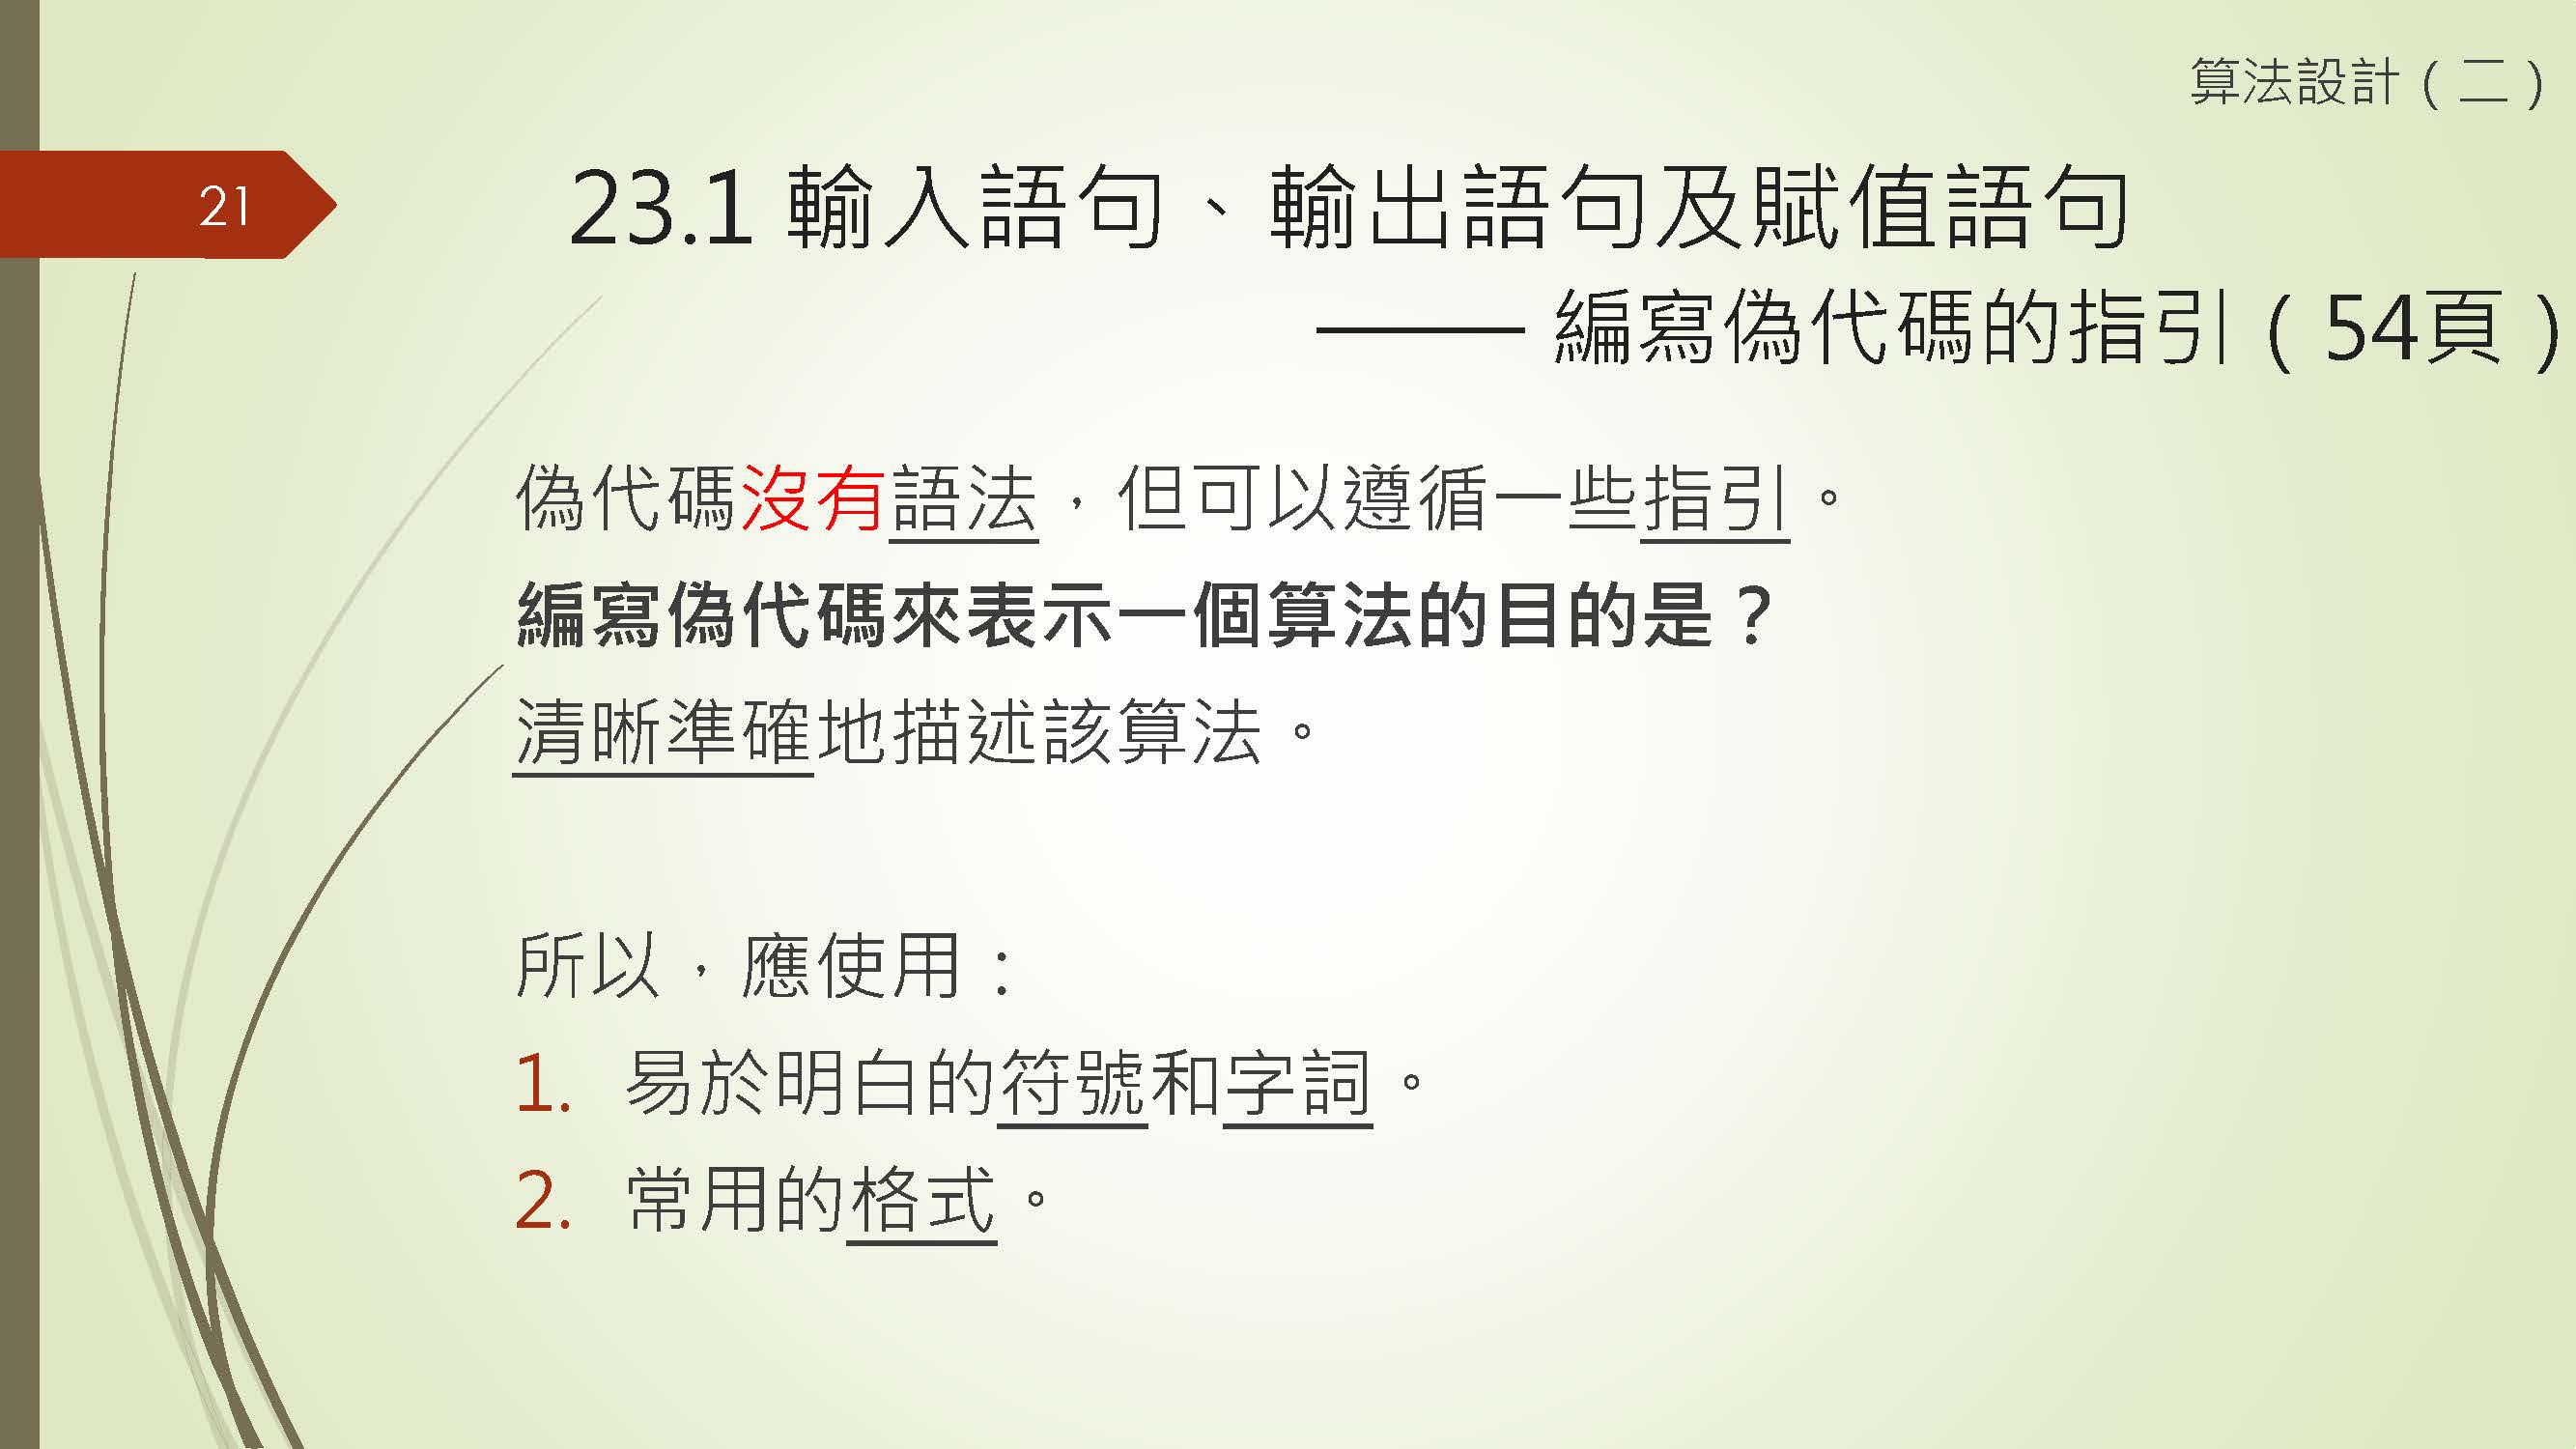 算法設計（二）
21
23.1 輸入語句、輸出語句及賦值語句
—— 編寫偽代碼的指引（54頁）
偽代碼沒有語法，但可以遵循一些指引。
編寫偽代碼來表示一個算法的目的是？
清晰準確地描述該算法。
所以，應使用：
1. 易於明白的符號和字詞。
2. 常用的格式。